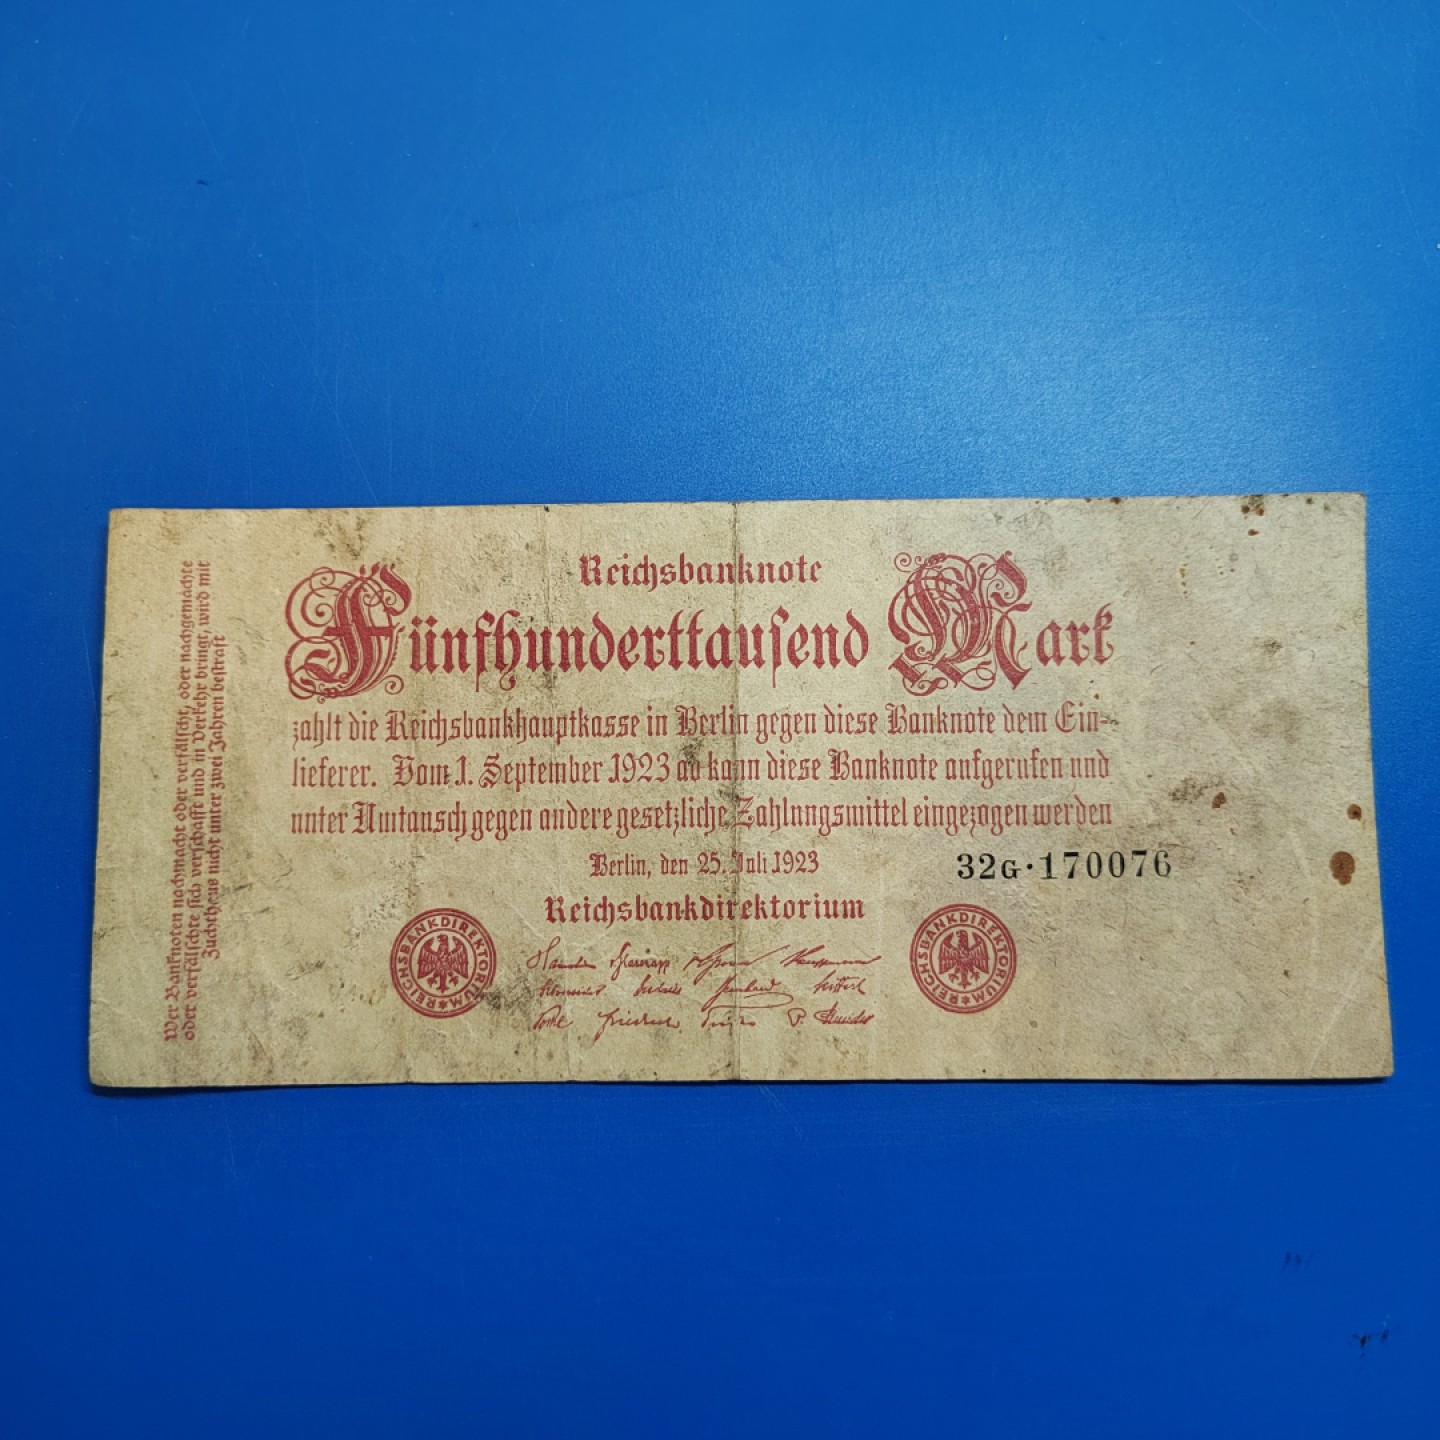 Reichsbanknote
Fünfhunderttausend Mark
zahlt die Reichsbankhauptkasse in Berlin gegen diese Banknote dem Ein-
lieferer. Vom 1. September 1923 ab kann diese Banknote aufgerufen und
unter Umtausch gegen andere gesetzliche Zahlungsmittel eingezogen werden
Berlin, den 25. Juli 1923
32G·170076
Reichsbankdirektorium
REICHSBANKDIREKTORIUM
REICHSBANKDIREKTORIUM
Wer Banknoten nachmacht oder verfälscht, oder nachgemachte
oder verfälschte sich verschafft und in Verkehr bringt, wird mit
Zuchthaus nicht unter zwei Jahren bestraft